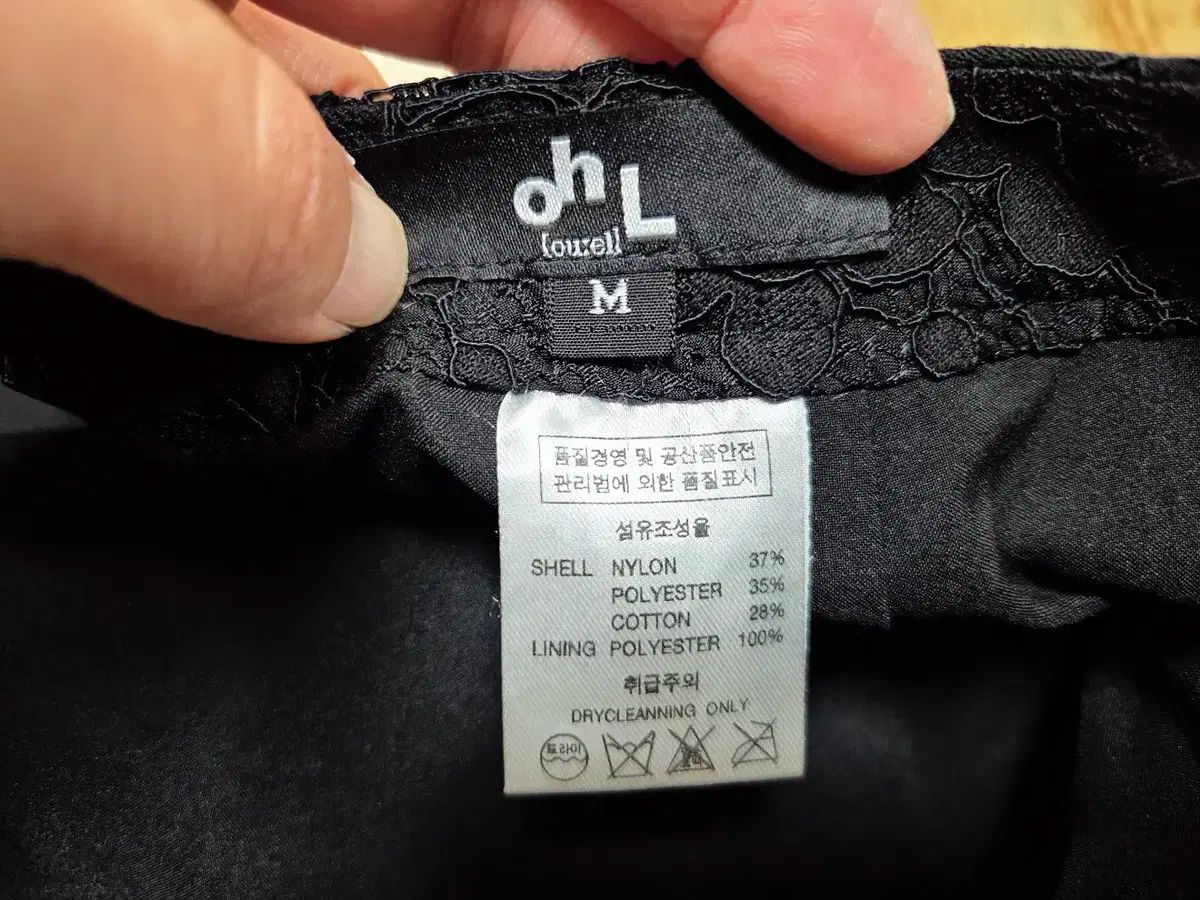 oh L
[ou:el]
M
품질경영 및 공산품안전
관리법에 의한 품질표시
섬유조성율
SHELL NYLON 37%
POLYESTER 35%
COTTON 28%
LINING POLYESTER 100%
취급주의
DRYCLEANNING ONLY
드라이